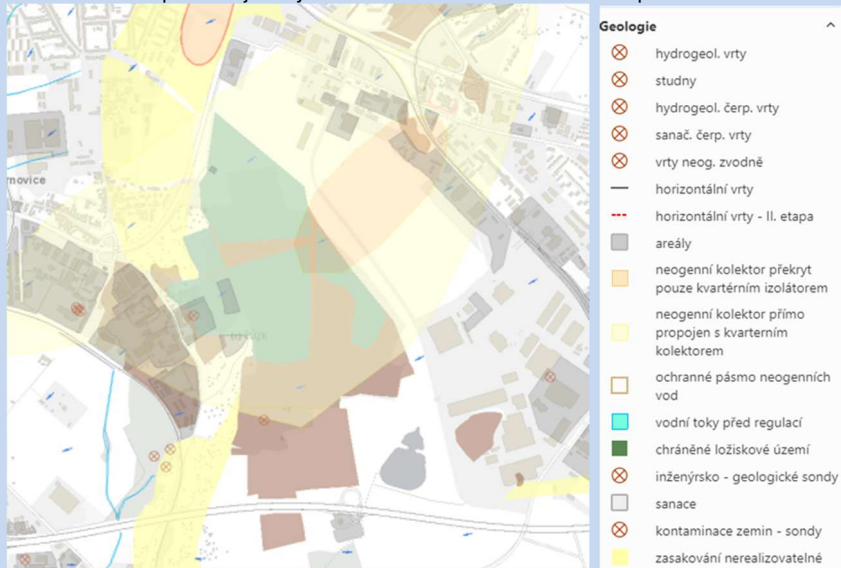 Geologie
hydrogeol. vrty
studny
hydrogeol. čerp. vrty
sanač. čerp. vrty
vrty neog. zvodně
horizontální vrty
horizontální vrty - II. etapa
areály
neogenní kolektor překryt
pouze kvartérním izolátorem
neogenní kolektor přímo
propojen s kvarterním
kolektorem
ochranné pásmo neogenních
vod
vodní toky před regulací
chráněné ložiskové území
inženýrsko - geologické sondy
sanace
kontaminace zemin - sondy
zasakování nerealizovatelné
rnovice